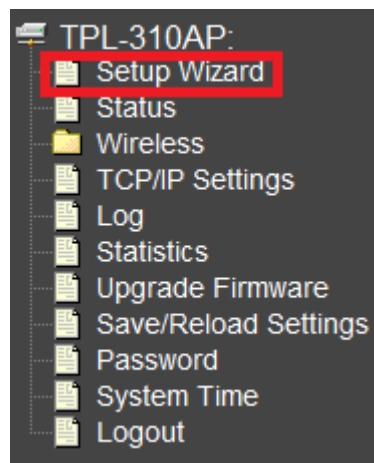 TPL-310AP:
Setup Wizard
Status
Wireless
TCP/IP Settings
Log
Statistics
Upgrade Firmware
Save/Reload Settings
Password
System Time
Logout